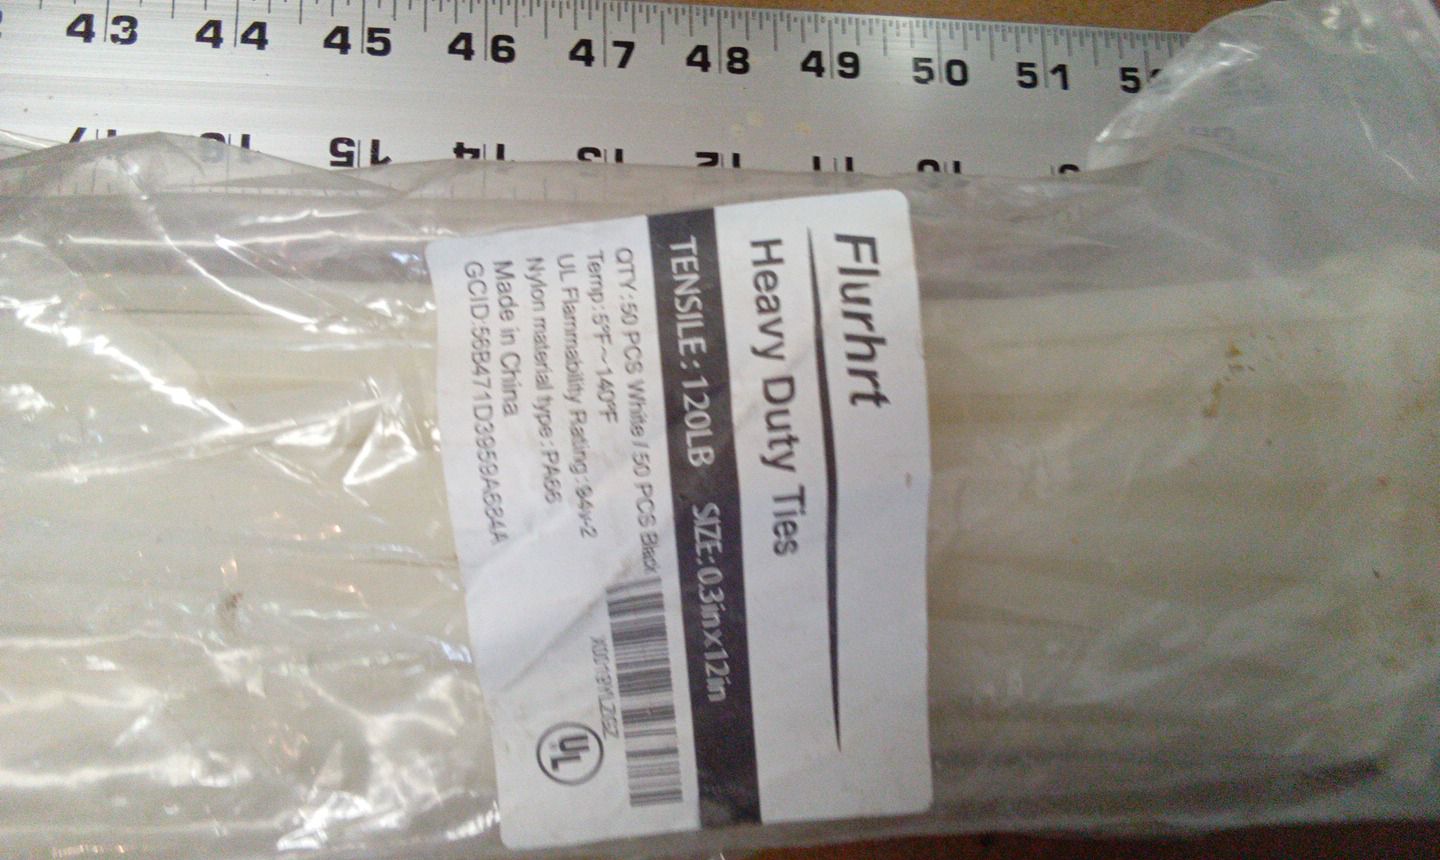 43 44 45 46 47 48 49 50 51
15 14 13 12 11 10
Flurhrt
Heavy Duty Ties
TENSILE:120LB SIZE:0.3inx12in
QTY:50 PCS White / 50 PCS Black
Temp:5°F~140°F
UL Flammability Rating:94v-2
Nylon material type:PA66
Made in China
GCID:56B471D3959A684A
UL